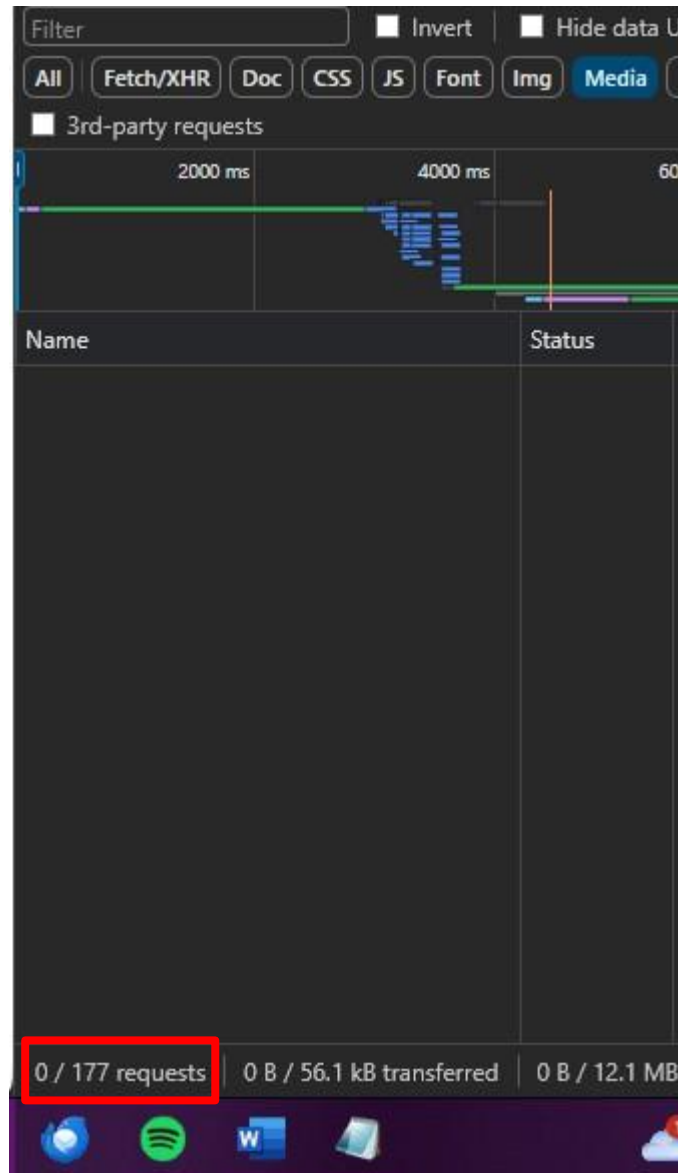 Filter Invert Hide data U
All Fetch/XHR Doc CSS JS Font Img Media
3rd-party requests
2000 ms 4000 ms 60
Name Status
0 / 177 requests 0 B / 56.1 kB transferred 0 B / 12.1 MB
W